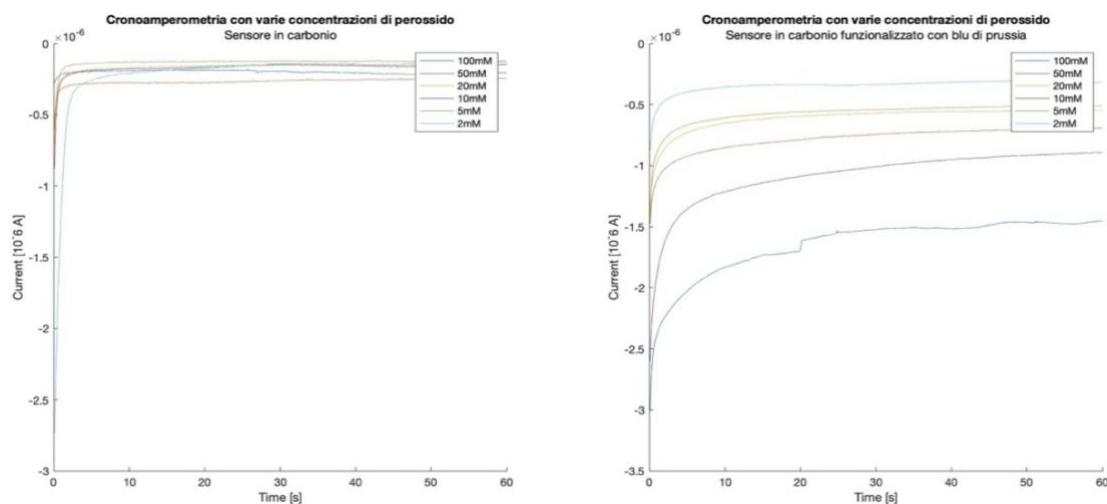 Cronoamperometria con varie concentrazioni di perossido
Sensore in carbonio
×10⁻⁶
0
-0.5
-1
-1.5
-2
-2.5
-3
Current [10^6 A]
0 10 20 30 40 50 60
Time [s]
100mM
50mM
20mM
10mM
5mM
2mM
Cronoamperometria con varie concentrazioni di perossido
Sensore in carbonio funzionalizzato con blu di prussia
×10⁻⁶
0
-0.5
-1
-1.5
-2
-2.5
-3
-3.5
Current [10^6 A]
0 10 20 30 40 50 60
Time [s]
100mM
50mM
20mM
10mM
5mM
2mM